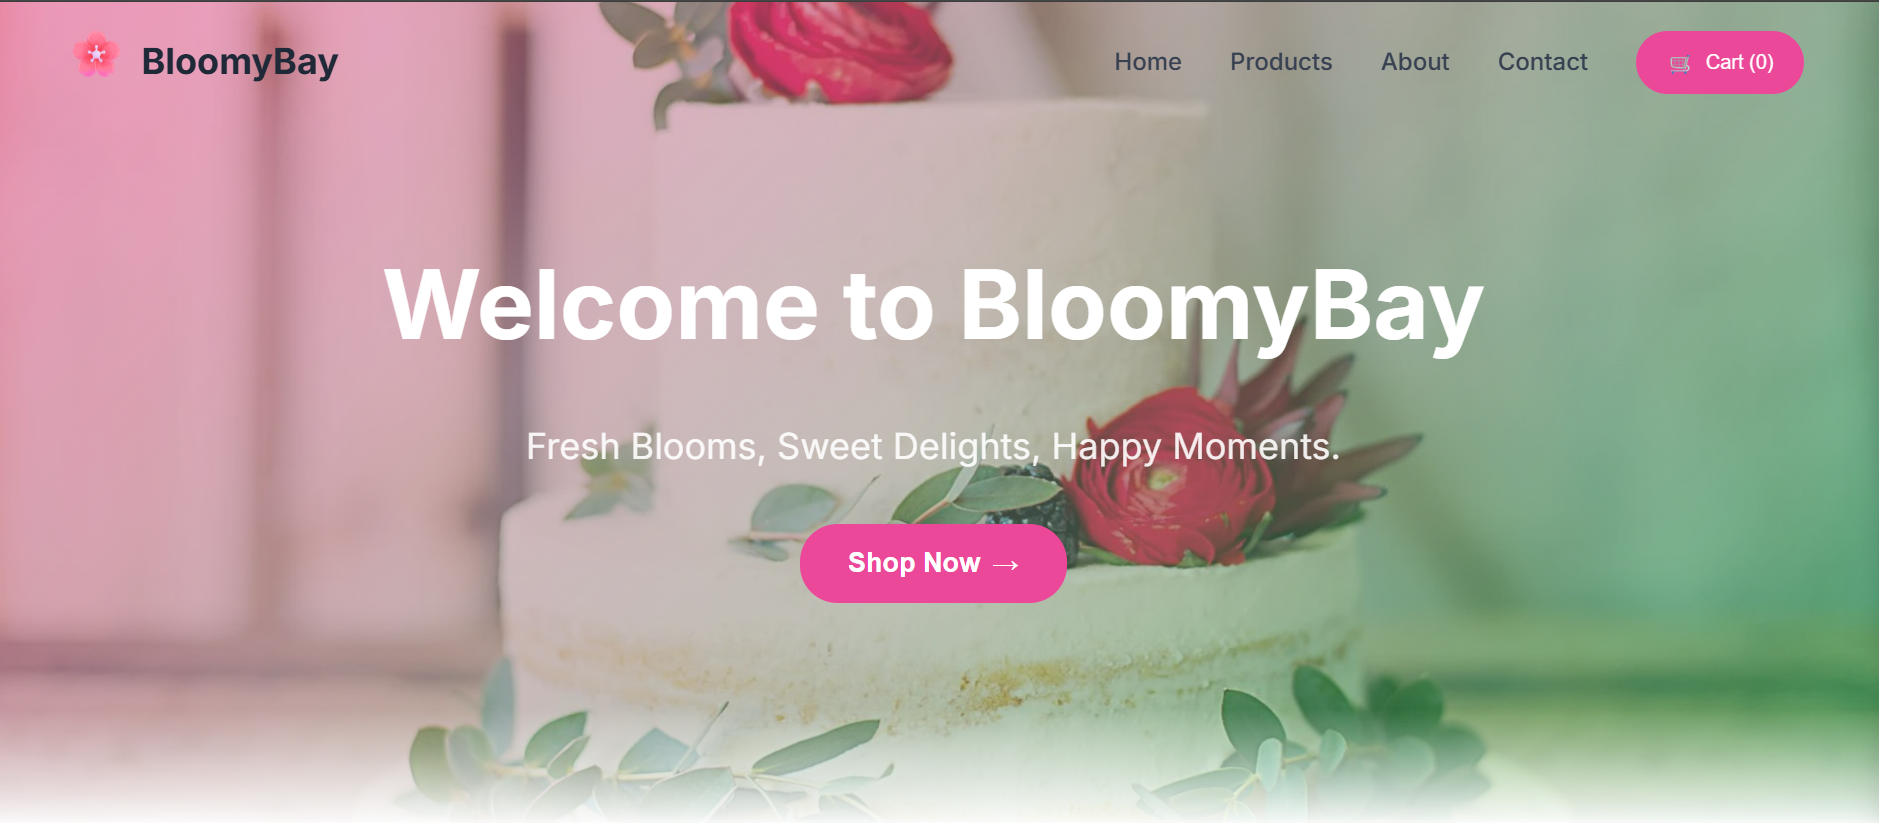 BloomyBay
Home Products About Contact Cart (0)
Welcome to BloomyBay
Fresh Blooms, Sweet Delights, Happy Moments.
Shop Now →